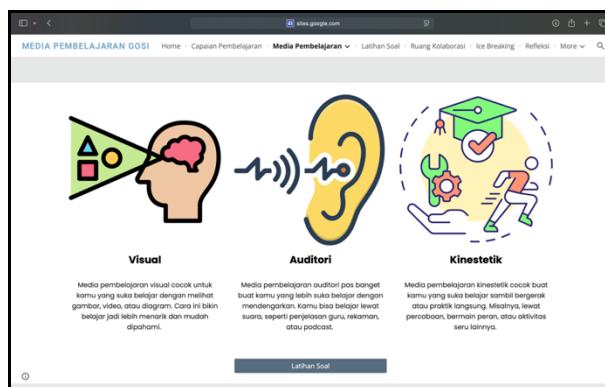 sites.google.com
MEDIA PEMBELAJARAN GOSI
Home
Capaian Pembelajaran
Media Pembelajaran
Latihan Soal
Ruang Kolaborasi
Ice Breaking
Refleksi
More
Visual
Media pembelajaran visual cocok untuk
kamu yang suka belajar dengan melihat
gambar, video, atau diagram. Cara ini bikin
belajar jadi lebih menarik dan mudah
dipahami.
Auditori
Media pembelajaran auditori pas banget
buat kamu yang lebih suka belajar dengan
mendengarkan. Kamu bisa belajar lewat
suara, seperti penjelasan guru, rekaman,
atau podcast.
Kinestetik
Media pembelajaran kinestetik cocok buat
kamu yang suka belajar sambil bergerak
atau praktik langsung. Misalnya, lewat
percobaan, bermain peran, atau aktivitas
seru lainnya.
Latihan Soal